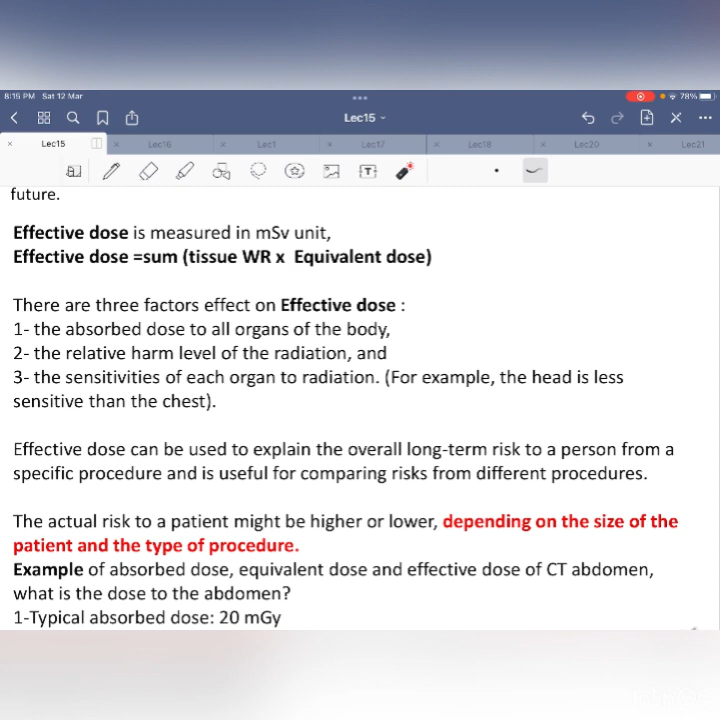 8:15 PM Sat 12 Mar
78%
Lec15
Lec15
Lec16
Lec1
Lec17
Lec18
Lec20
Lec21
T
future.
Effective dose is measured in mSv unit,
Effective dose =sum (tissue WR x Equivalent dose)
There are three factors effect on Effective dose :
1- the absorbed dose to all organs of the body,
2- the relative harm level of the radiation, and
3- the sensitivities of each organ to radiation. (For example, the head is less
sensitive than the chest).
Effective dose can be used to explain the overall long-term risk to a person from a
specific procedure and is useful for comparing risks from different procedures.
The actual risk to a patient might be higher or lower, depending on the size of the
patient and the type of procedure.
Example of absorbed dose, equivalent dose and effective dose of CT abdomen,
what is the dose to the abdomen?
1-Typical absorbed dose: 20 mGy